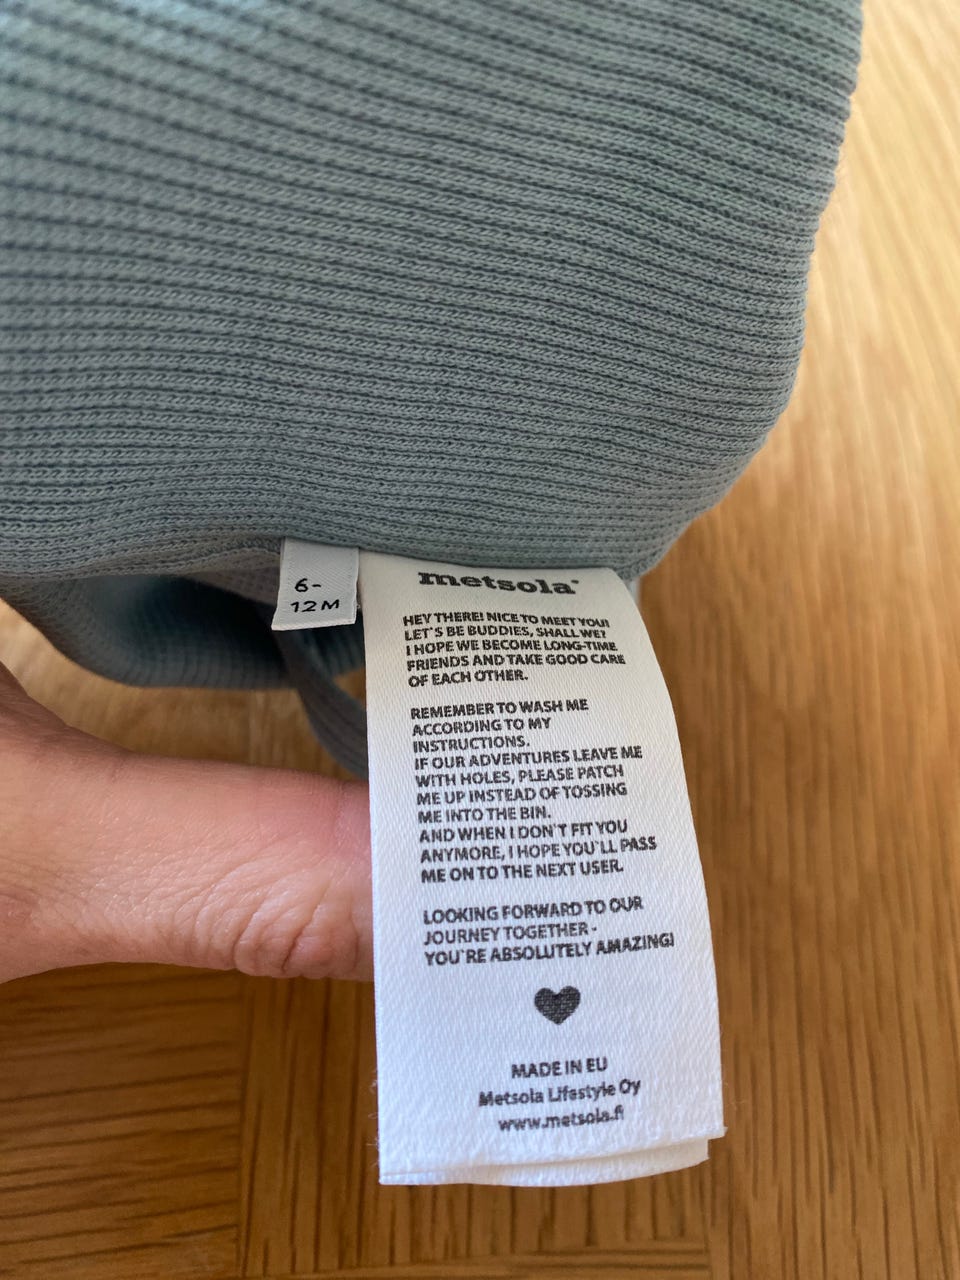 6-
12M
metsola®
HEY THERE! NICE TO MEET YOU!
LET´S BE BUDDIES, SHALL WE?
I HOPE WE BECOME LONG-TIME
FRIENDS AND TAKE GOOD CARE
OF EACH OTHER.
REMEMBER TO WASH ME
ACCORDING TO MY
INSTRUCTIONS.
IF OUR ADVENTURES LEAVE ME
WITH HOLES, PLEASE PATCH
ME UP INSTEAD OF TOSSING
ME INTO THE BIN.
AND WHEN I DON´T FIT YOU
ANYMORE, I HOPE YOU´LL PASS
ME ON TO THE NEXT USER.
LOOKING FORWARD TO OUR
JOURNEY TOGETHER -
YOU´RE ABSOLUTELY AMAZING!
MADE IN EU
Metsola Lifestyle Oy
www.metsola.fi